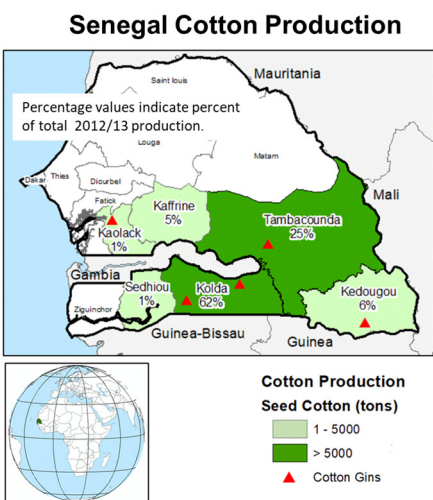 Senegal Cotton Production
Saint louis
Mauritania
Percentage values indicate percent
of total 2012/13 production.
Louga
Matam
Dakar
Thies
Diourbel
Mali
Fatick
Kaffrine
5%
Tambacounda
25%
Kaolack
1%
Gambia
Sedhiou
1%
Kolda
62%
Kedougou
6%
Ziguinchor
Guinea-Bissau
Guinea
Cotton Production
Seed Cotton (tons)
1 - 5000
> 5000
Cotton Gins